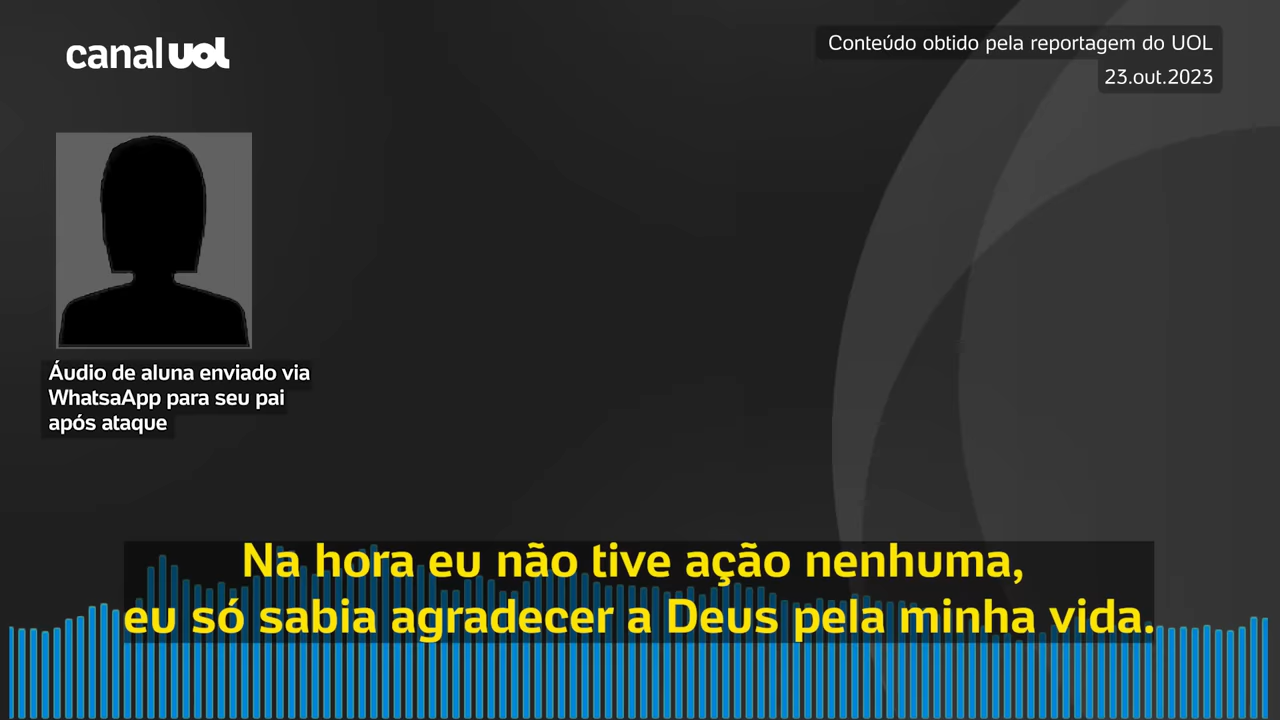 canal uol
Conteúdo obtido pela reportagem do UOL
23.out.2023
Áudio de aluna enviado via
WhatsaApp para seu pai
após ataque
Na hora eu não tive ação nenhuma,
eu só sabia agradecer a Deus pela minha vida.